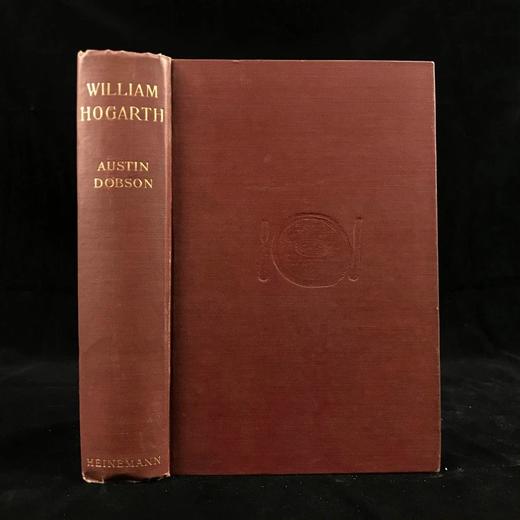 WILLIAM
HOGARTH
AUSTIN
DOBSON
HEINEMANN